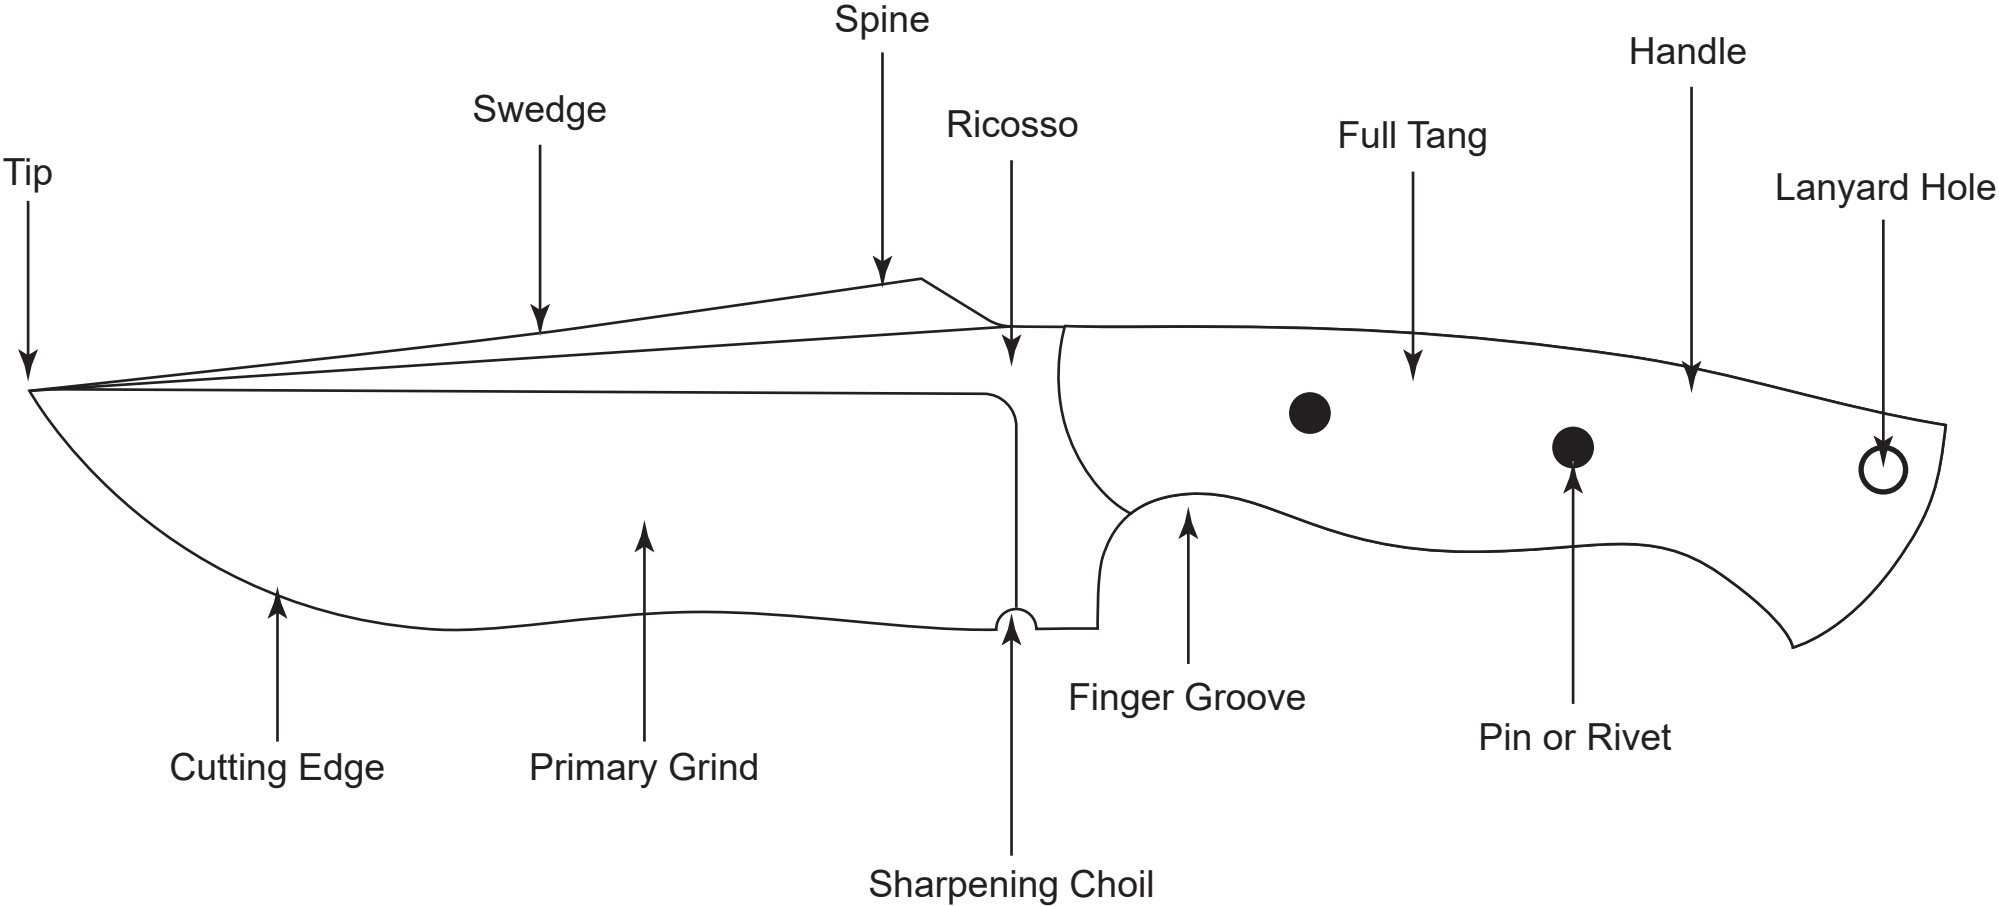 Spine
Handle
Swedge
Ricosso
Full Tang
Tip
Lanyard Hole
Finger Groove
Pin or Rivet
Cutting Edge
Primary Grind
Sharpening Choil